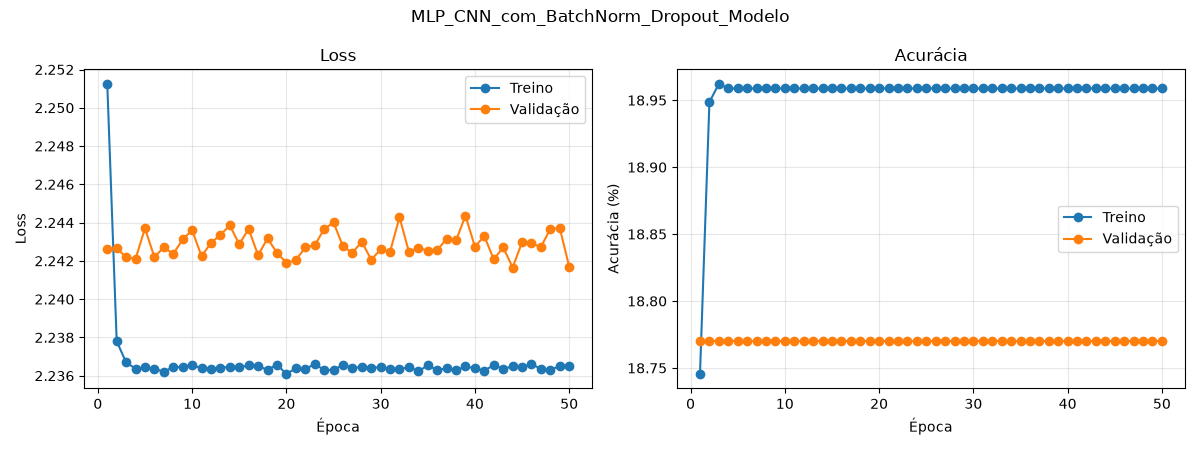 MLP_CNN_com_BatchNorm_Dropout_Modelo
Loss
2.252
2.250
2.248
2.246
2.244
2.242
2.240
2.238
2.236
Loss
0 10 20 30 40 50
Época
Treino
Validação
Acurácia
18.95
18.90
18.85
18.80
18.75
Acurácia (%)
0 10 20 30 40 50
Época
Treino
Validação